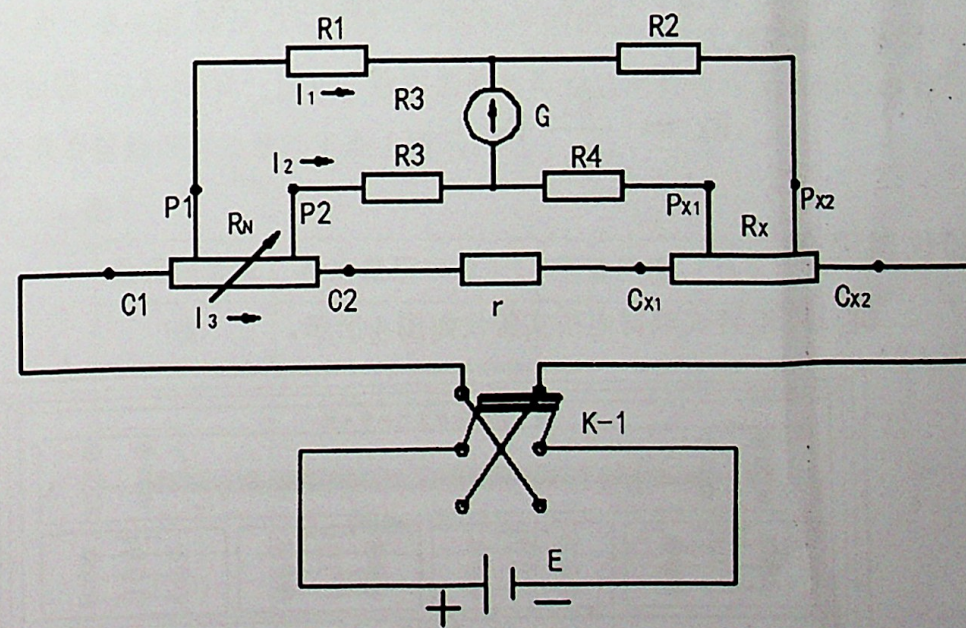 R1 R2
I1 R3 G
I2 R3 R4
P1 P2 PX1 PX2
RN RX
C1 C2 r CX1 CX2
I3
K-1
E
+ −